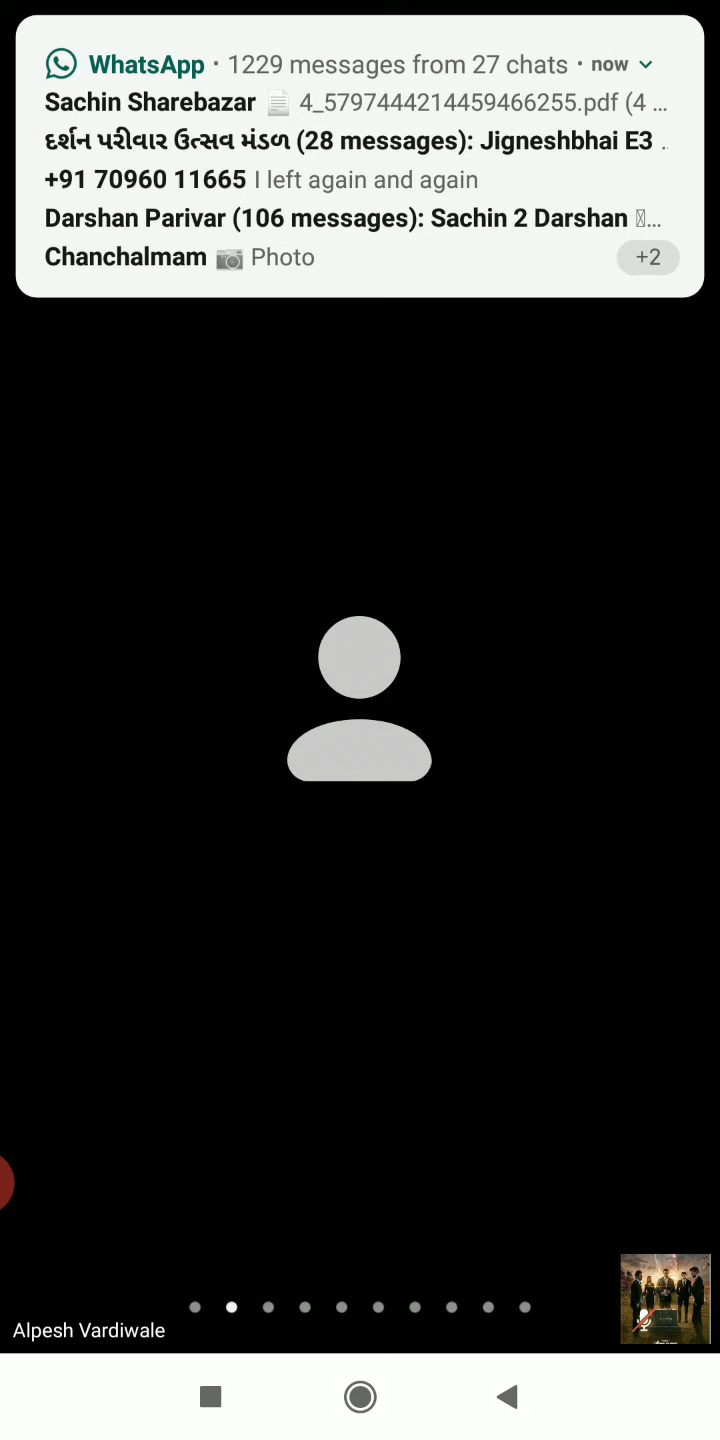 WhatsApp · 1229 messages from 27 chats · now
Sachin Sharebazar 📄 4_5797444214459466255.pdf (4 ...
દર્શન પરીવાર ઉત્સવ મંડળ (28 messages): Jigneshbhai E3 ..
+91 70960 11665 I left again and again
Darshan Parivar (106 messages): Sachin 2 Darshan ...
Chanchalmam 📷 Photo
+2
Alpesh Vardiwale